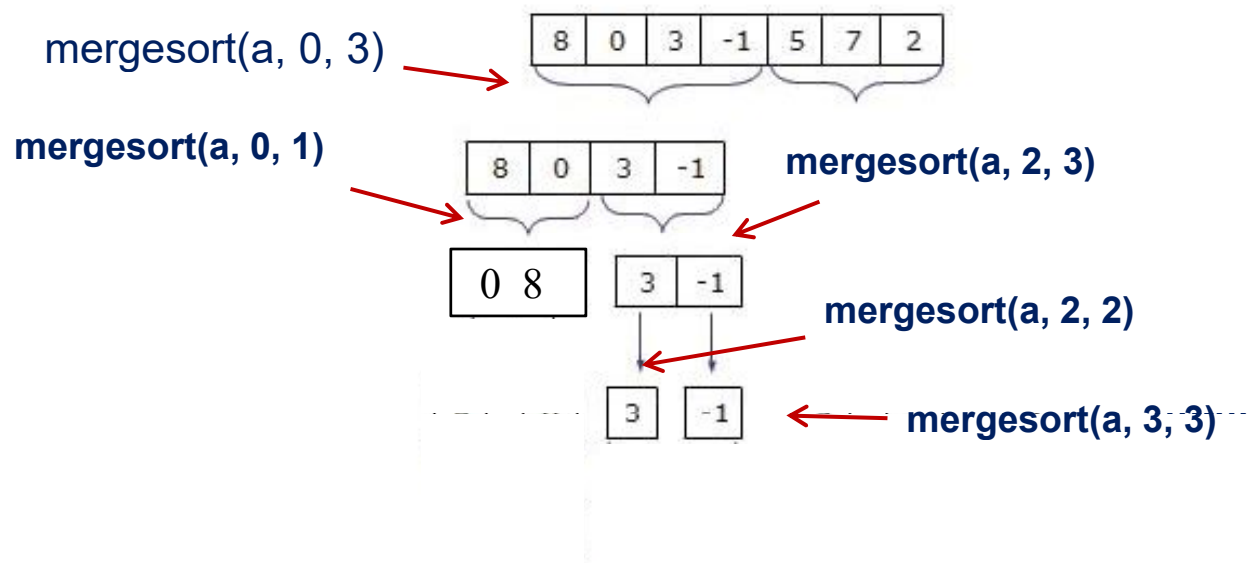 8 0 3 -1 5 7 2
mergesort(a, 0, 3)
mergesort(a, 0, 1)
8 0 3 -1
mergesort(a, 2, 3)
0 8
3 -1
mergesort(a, 2, 2)
3 -1
mergesort(a, 3, 3)